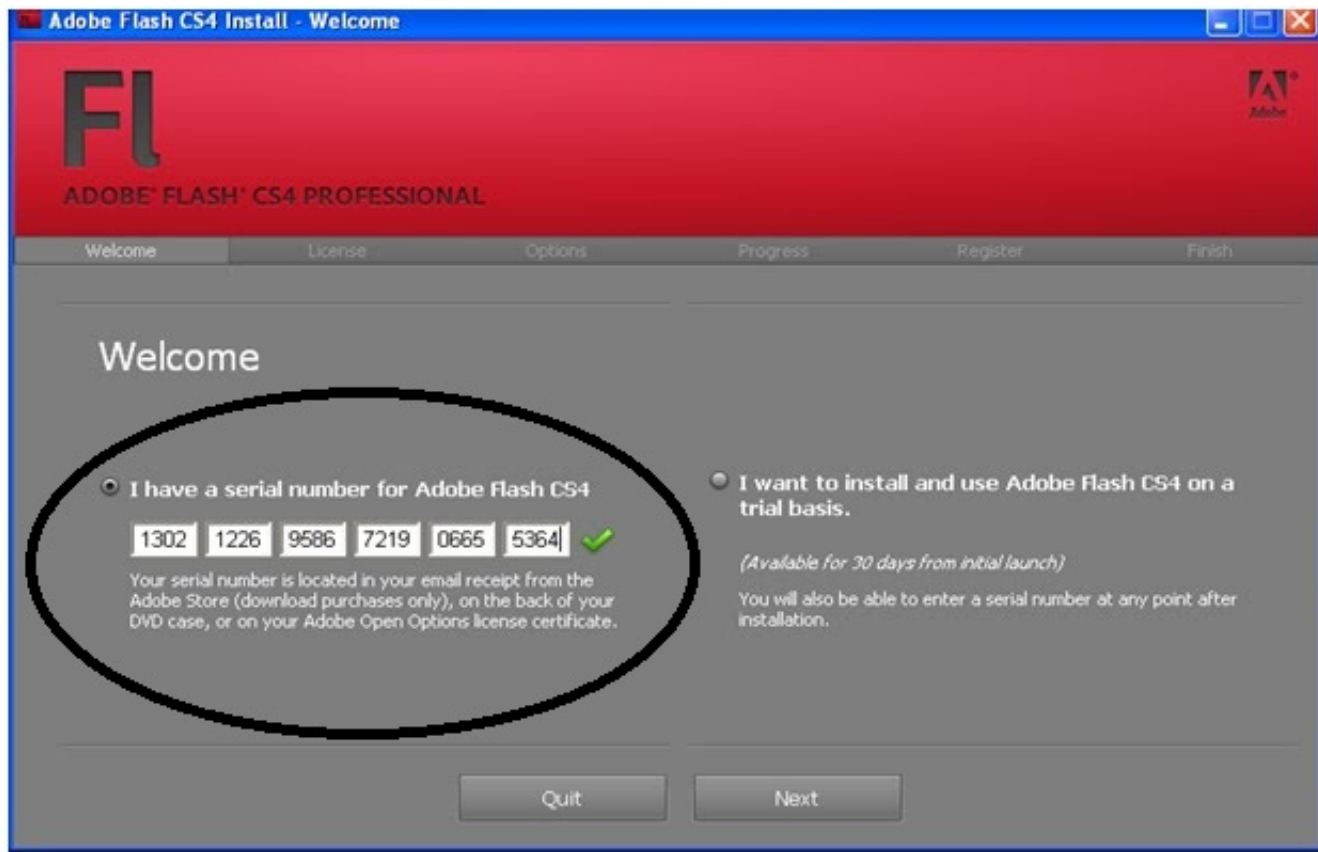 Adobe Flash CS4 Install - Welcome
Fl
Adobe
ADOBE® FLASH® CS4 PROFESSIONAL
Welcome License Options Progress Register Finish
Welcome
I have a serial number for Adobe Flash CS4
1302 1226 9586 7219 0665 5364
Your serial number is located in your email receipt from the
Adobe Store (download purchases only), on the back of your
DVD case, or on your Adobe Open Options license certificate.
I want to install and use Adobe Flash CS4 on a
trial basis.
(Available for 30 days from initial launch)
You will also be able to enter a serial number at any point after
installation.
Quit Next